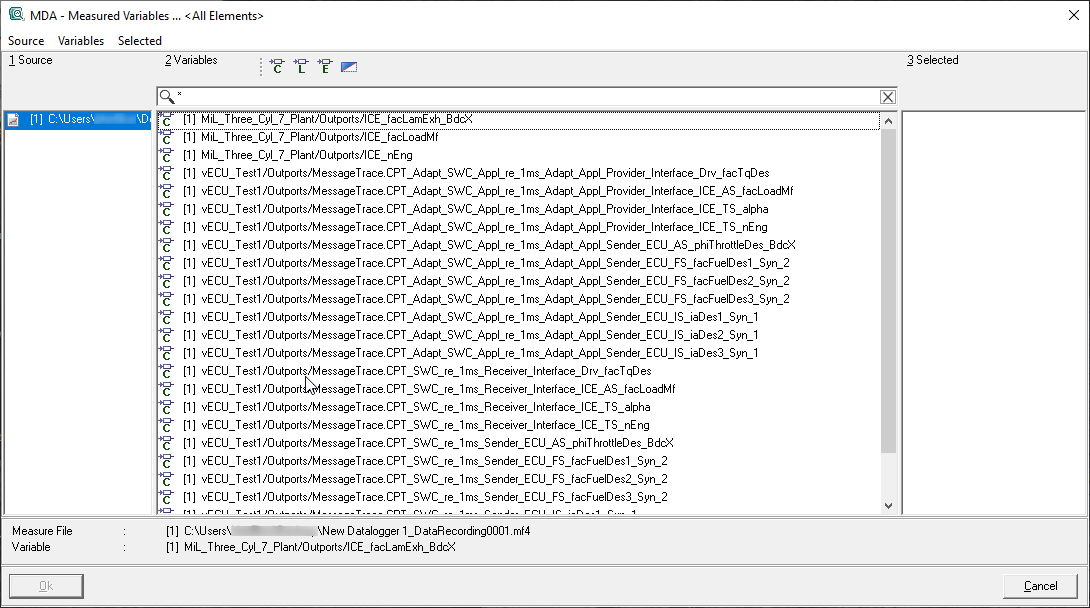 MDA - Measured Variables ... <All Elements>
Source Variables Selected
1 Source
2 Variables
C L E
3 Selected
*
[1] C:\Users\ \De
C [1] MiL_Three_Cyl_7_Plant/Outports/ICE_facLamExh_BdcX
C [1] MiL_Three_Cyl_7_Plant/Outports/ICE_facLoadMf
C [1] MiL_Three_Cyl_7_Plant/Outports/ICE_nEng
C [1] vECU_Test1/Outports/MessageTrace.CPT_Adapt_SWC_Appl_re_1ms_Adapt_Appl_Provider_Interface_Drv_facTqDes
C [1] vECU_Test1/Outports/MessageTrace.CPT_Adapt_SWC_Appl_re_1ms_Adapt_Appl_Provider_Interface_ICE_AS_facLoadMf
C [1] vECU_Test1/Outports/MessageTrace.CPT_Adapt_SWC_Appl_re_1ms_Adapt_Appl_Provider_Interface_ICE_TS_alpha
C [1] vECU_Test1/Outports/MessageTrace.CPT_Adapt_SWC_Appl_re_1ms_Adapt_Appl_Provider_Interface_ICE_TS_nEng
C [1] vECU_Test1/Outports/MessageTrace.CPT_Adapt_SWC_Appl_re_1ms_Adapt_Appl_Sender_ECU_AS_phiThrottleDes_BdcX
C [1] vECU_Test1/Outports/MessageTrace.CPT_Adapt_SWC_Appl_re_1ms_Adapt_Appl_Sender_ECU_FS_facFuelDes1_Syn_2
C [1] vECU_Test1/Outports/MessageTrace.CPT_Adapt_SWC_Appl_re_1ms_Adapt_Appl_Sender_ECU_FS_facFuelDes2_Syn_2
C [1] vECU_Test1/Outports/MessageTrace.CPT_Adapt_SWC_Appl_re_1ms_Adapt_Appl_Sender_ECU_FS_facFuelDes3_Syn_2
C [1] vECU_Test1/Outports/MessageTrace.CPT_Adapt_SWC_Appl_re_1ms_Adapt_Appl_Sender_ECU_IS_iaDes1_Syn_1
C [1] vECU_Test1/Outports/MessageTrace.CPT_Adapt_SWC_Appl_re_1ms_Adapt_Appl_Sender_ECU_IS_iaDes2_Syn_1
C [1] vECU_Test1/Outports/MessageTrace.CPT_Adapt_SWC_Appl_re_1ms_Adapt_Appl_Sender_ECU_IS_iaDes3_Syn_1
C [1] vECU_Test1/Outports/MessageTrace.CPT_SWC_re_1ms_Receiver_Interface_Drv_facTqDes
C [1] vECU_Test1/Outports/MessageTrace.CPT_SWC_re_1ms_Receiver_Interface_ICE_AS_facLoadMf
C [1] vECU_Test1/Outports/MessageTrace.CPT_SWC_re_1ms_Receiver_Interface_ICE_TS_alpha
C [1] vECU_Test1/Outports/MessageTrace.CPT_SWC_re_1ms_Receiver_Interface_ICE_TS_nEng
C [1] vECU_Test1/Outports/MessageTrace.CPT_SWC_re_1ms_Sender_ECU_AS_phiThrottleDes_BdcX
C [1] vECU_Test1/Outports/MessageTrace.CPT_SWC_re_1ms_Sender_ECU_FS_facFuelDes1_Syn_2
C [1] vECU_Test1/Outports/MessageTrace.CPT_SWC_re_1ms_Sender_ECU_FS_facFuelDes2_Syn_2
C [1] vECU_Test1/Outports/MessageTrace.CPT_SWC_re_1ms_Sender_ECU_FS_facFuelDes3_Syn_2
[1] vECU_Test1/Outports/MessageTrace.CPT_SWC_re_1ms_Sender_ECU_IS_iaDes1_Syn_1
Measure File : [1] C:\Users\ \New Datalogger 1_DataRecording0001.mf4
Variable : [1] MiL_Three_Cyl_7_Plant/Outports/ICE_facLamExh_BdcX
Ok
Cancel